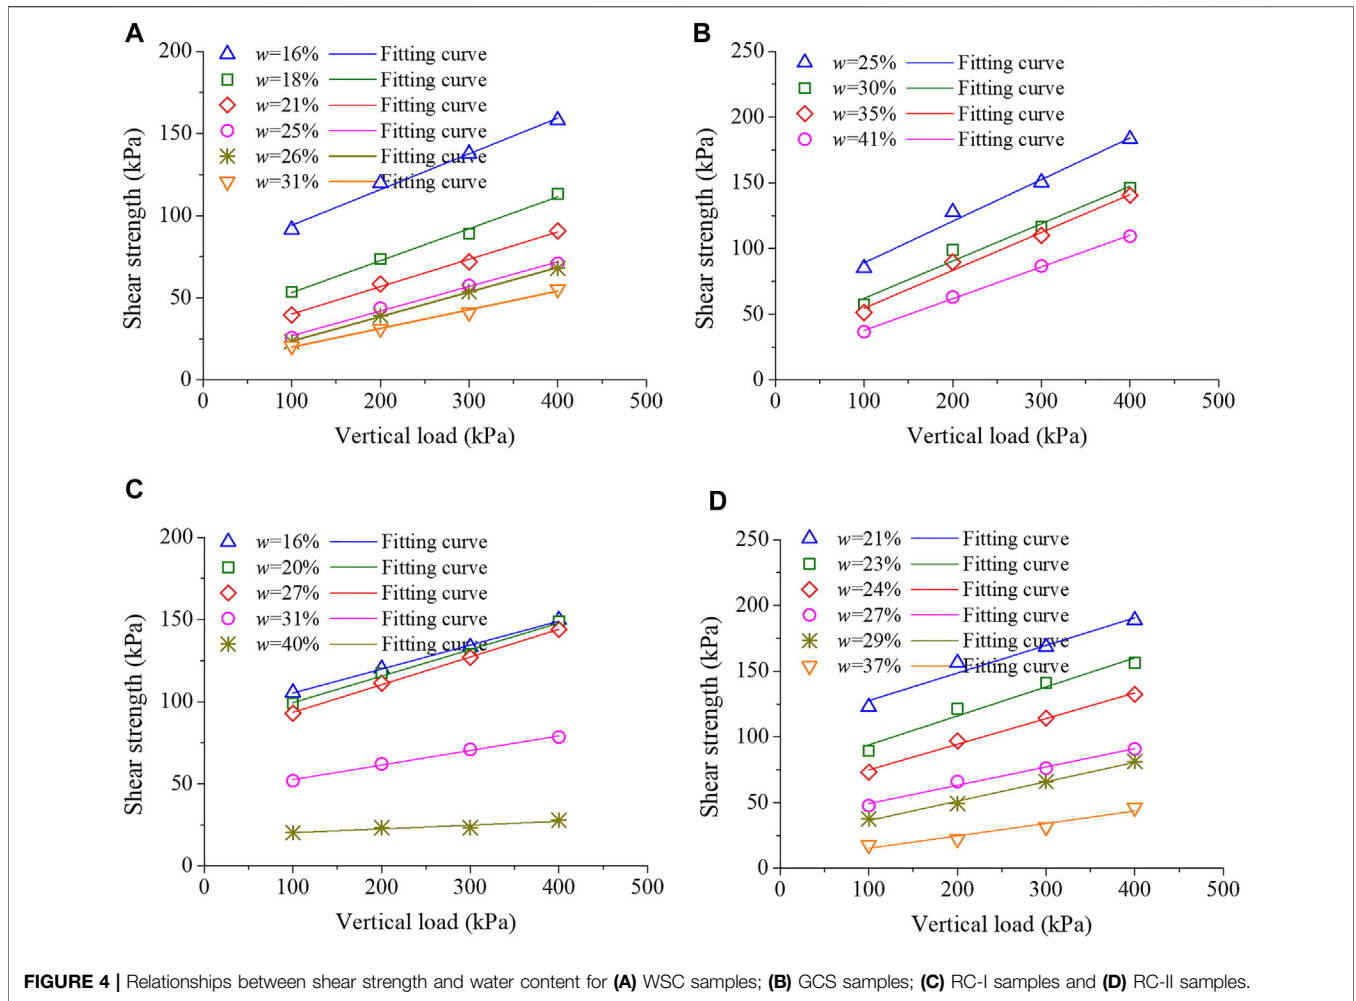 A
200
150
100
50
0
0 100 200 300 400 500
Shear strength (kPa)
Vertical load (kPa)
w=16% Fitting curve
w=18% Fitting curve
w=21% Fitting curve
w=25% Fitting curve
w=26% Fitting curve
w=31% Fitting curve
B
250
200
150
100
50
0
0 100 200 300 400 500
Shear strength (kPa)
Vertical load (kPa)
w=25% Fitting curve
w=30% Fitting curve
w=35% Fitting curve
w=41% Fitting curve
C
200
150
100
50
0
0 100 200 300 400 500
Shear strength (kPa)
Vertical load (kPa)
w=16% Fitting curve
w=20% Fitting curve
w=27% Fitting curve
w=31% Fitting curve
w=40% Fitting curve
D
250
200
150
100
50
0
0 100 200 300 400 500
Shear strength (kPa)
Vertical load (kPa)
w=21% Fitting curve
w=23% Fitting curve
w=24% Fitting curve
w=27% Fitting curve
w=29% Fitting curve
w=37% Fitting curve
FIGURE 4 | Relationships between shear strength and water content for (A) WSC samples; (B) GCS samples; (C) RC-I samples and (D) RC-II samples.